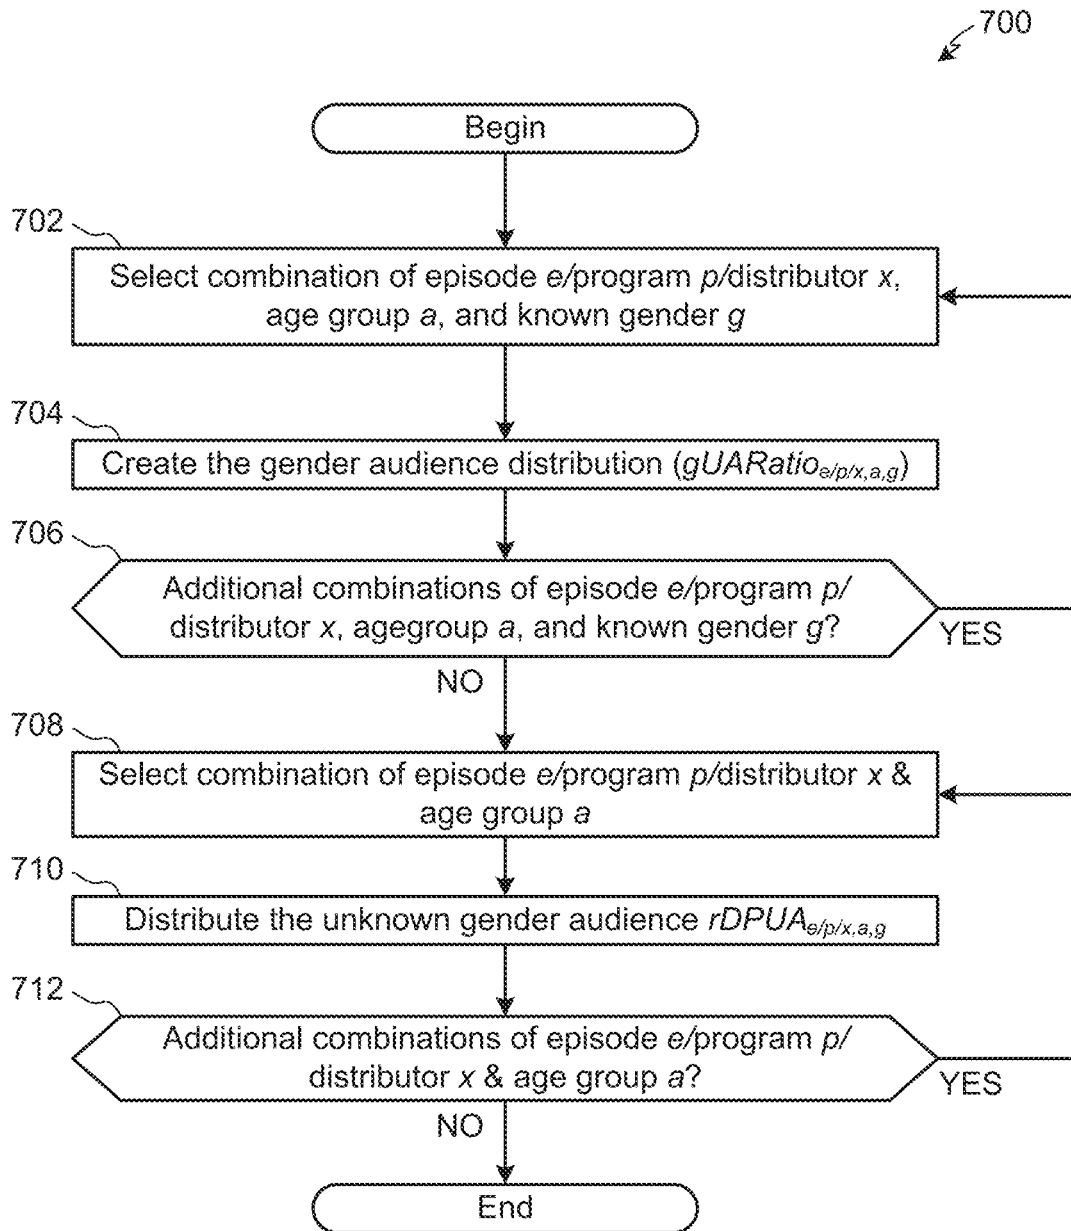 700
Begin
702
Select combination of episode e/program p/distributor x,
age group a, and known gender g
704
Create the gender audience distribution (gUARatio e/p/x,a,g)
706
Additional combinations of episode e/program p/
distributor x, agegroup a, and known gender g?
YES
NO
708
Select combination of episode e/program p/distributor x &
age group a
710
Distribute the unknown gender audience rDPUA e/p/x,a,g
712
Additional combinations of episode e/program p/
distributor x & age group a?
YES
NO
End